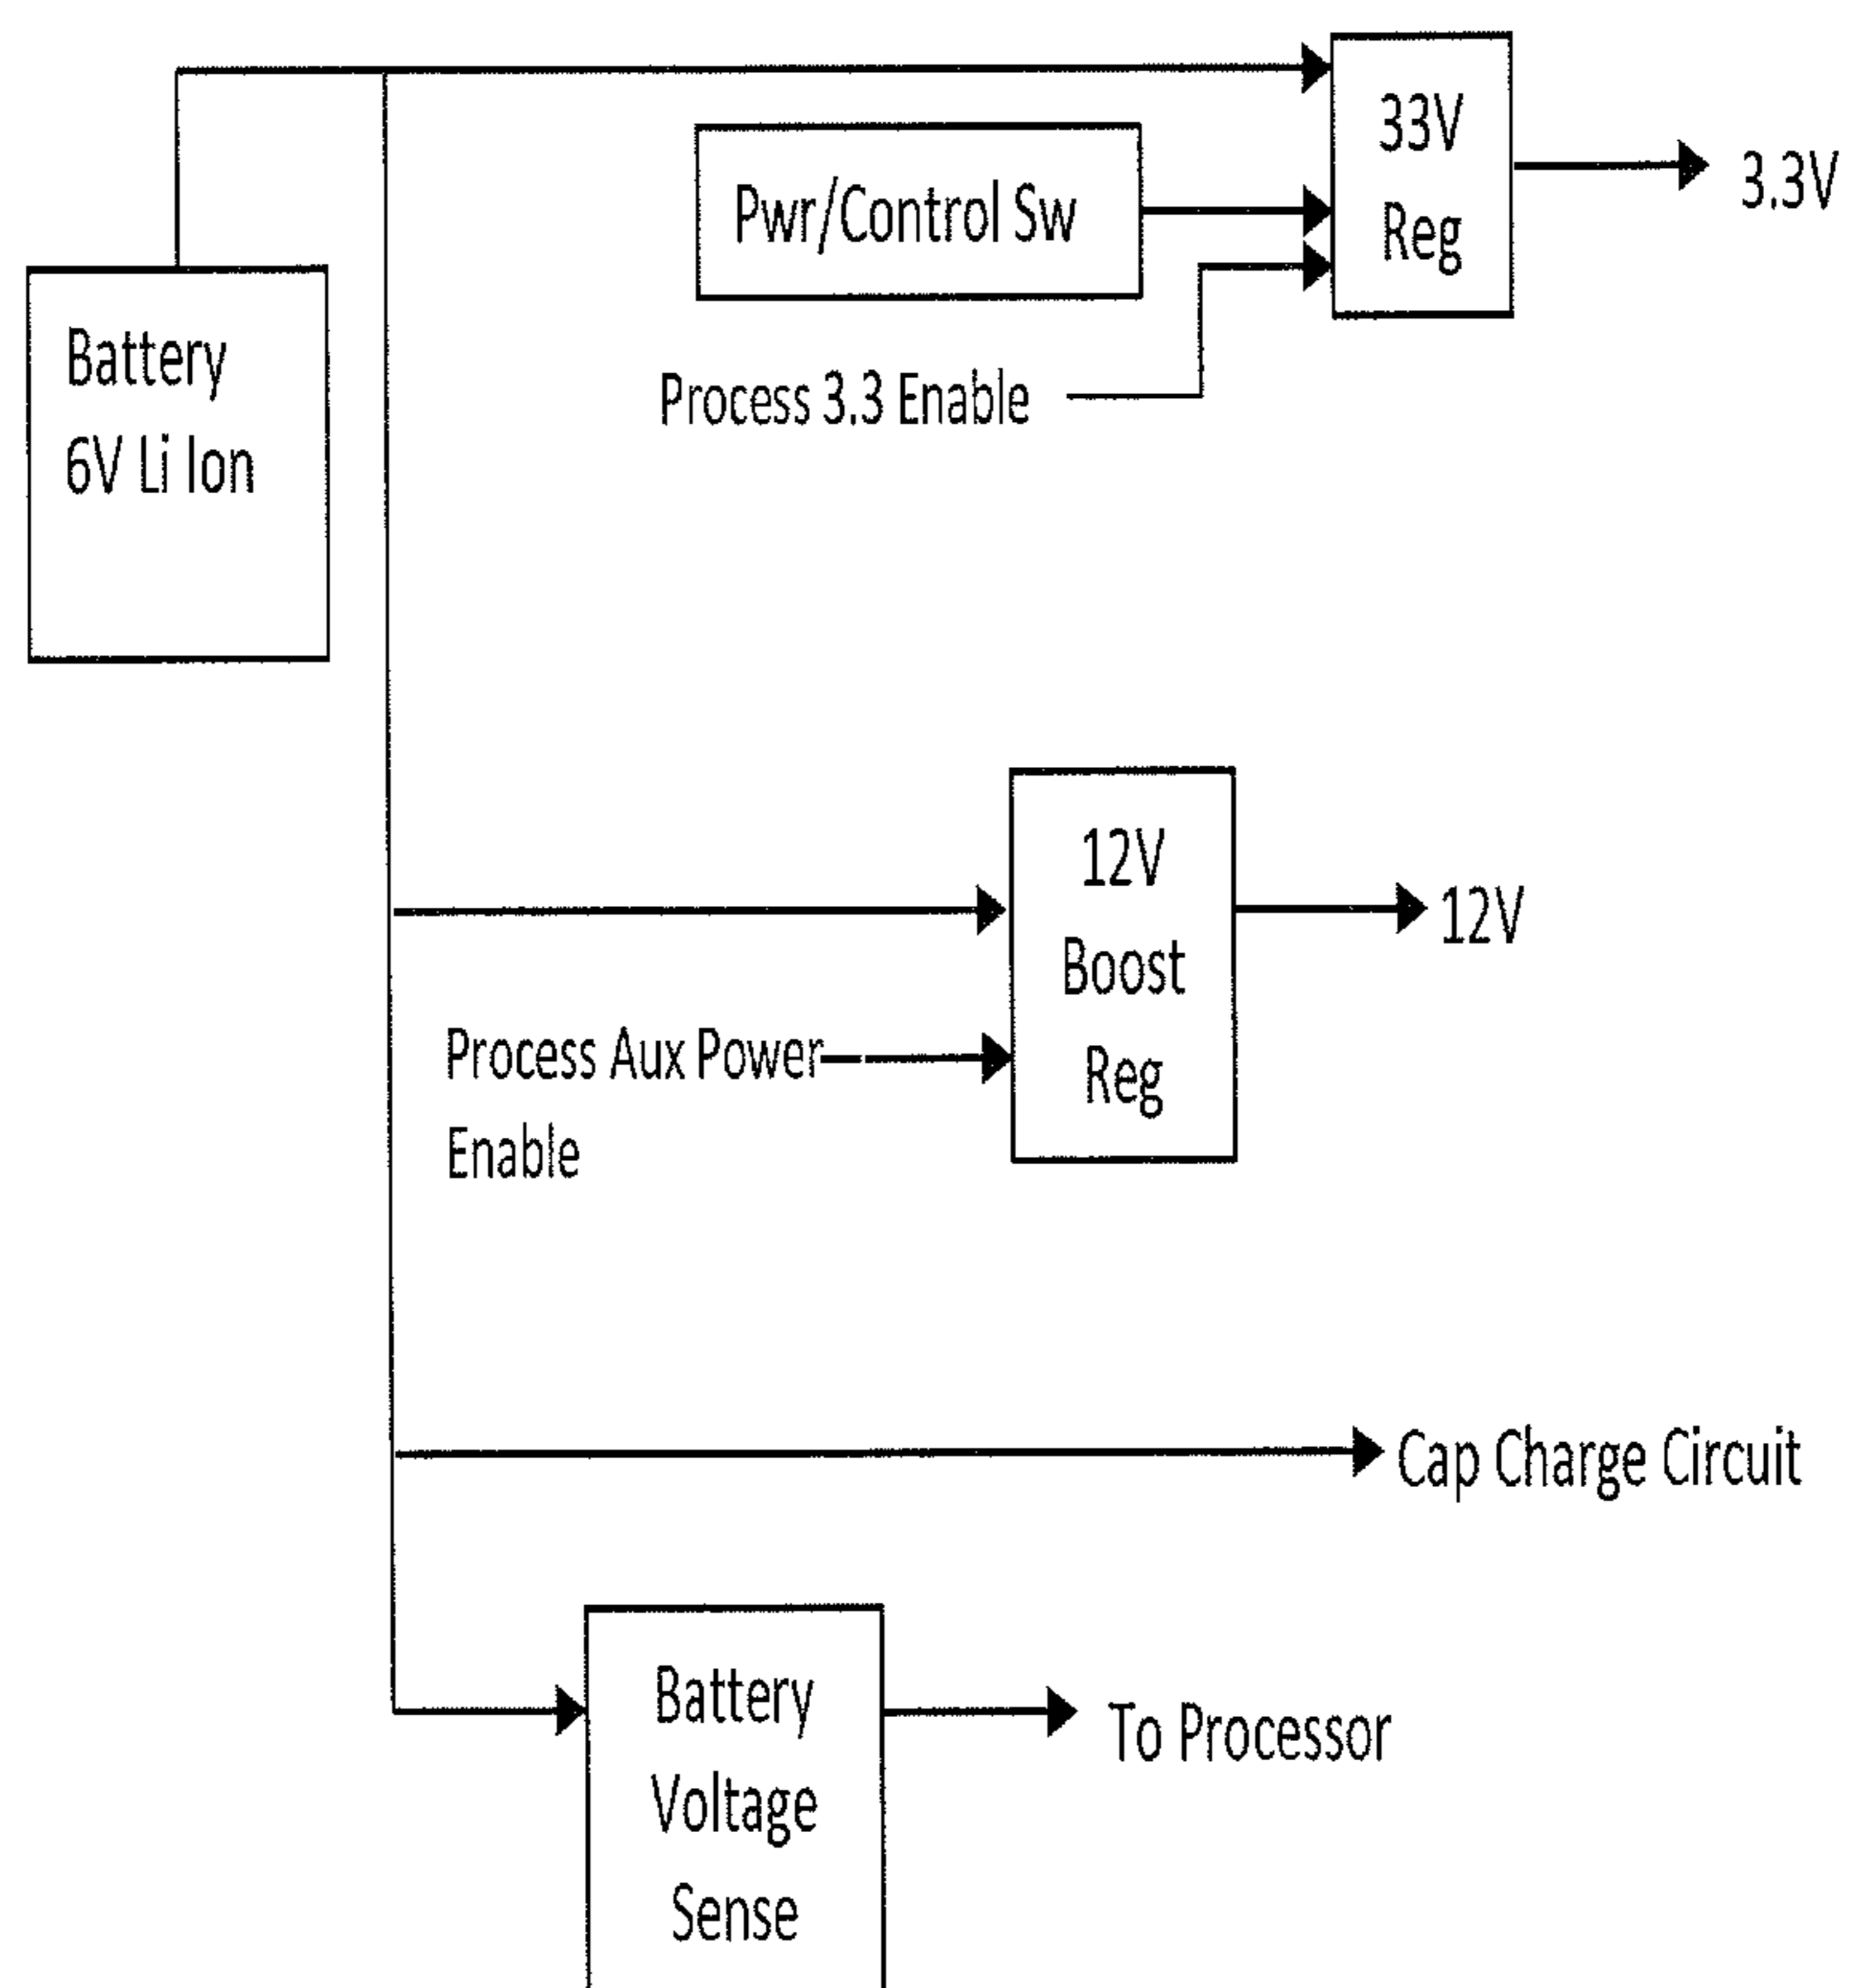 33V
Reg
3.3V
Pwr/Control Sw
Battery
6V Li Ion
Process 3.3 Enable
12V
Boost
Reg
12V
Process Aux Power
Enable
Cap Charge Circuit
Battery
Voltage
Sense
To Processor